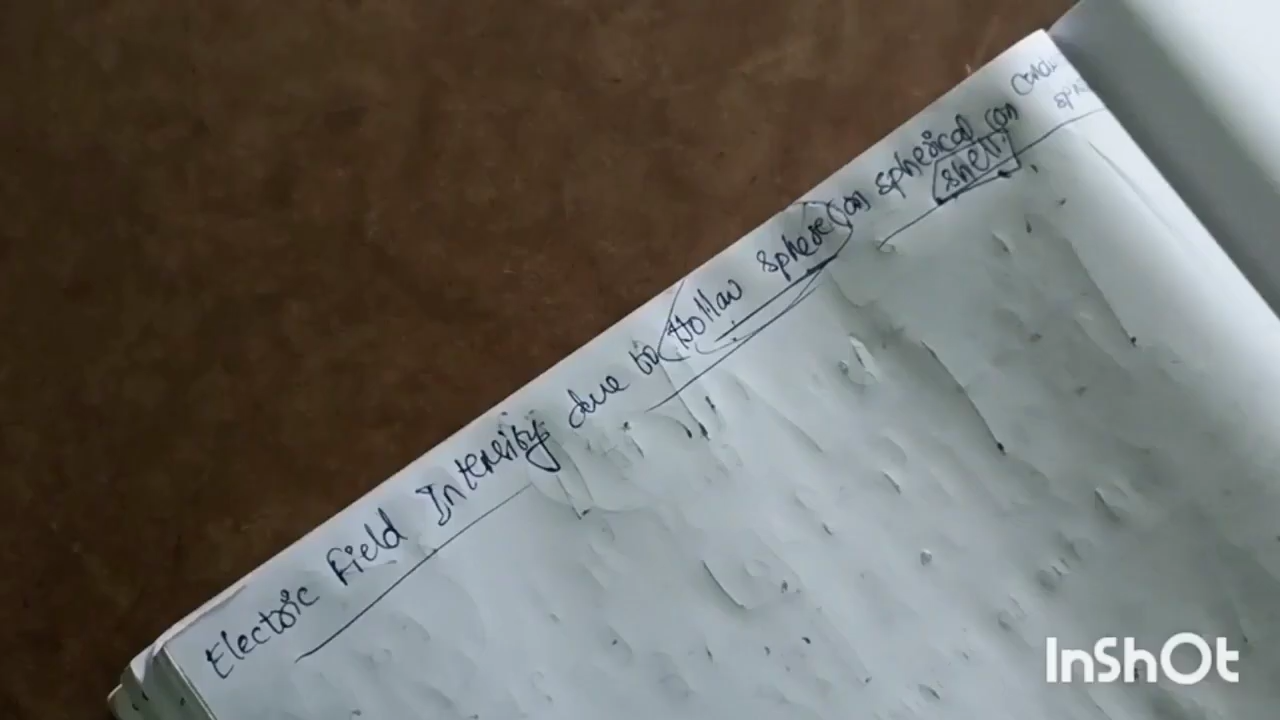 Electric Field Intensity due to Hollow sphere (or) spherical (or)
shell
InShOt